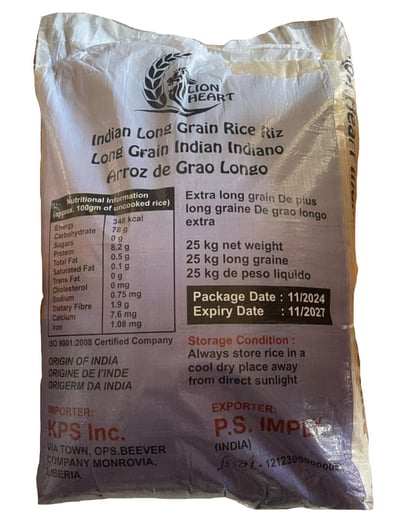 LION
HEART
Indian Long Grain Rice Riz
Long Grain Indian Indiano
Arroz de Grao Longo
Nutritional Information
(approx. 100gm of uncooked rice)
Energy 346 kcal
Carbohydrate 78 g
Sugars 0 g
Protein 8.2 g
Total Fat 0.5 g
Saturated Fat 0.1 g
Trans Fat 0 g
Cholesterol 0 mg
Sodium 0.75 mg
Dietary Fibre 1.9 g
Calcium 7.6 mg
Iron 1.08 mg
ISO 9001:2008 Certified Company
ORIGIN OF INDIA
ORIGINE DE l'INDE
ORIGERM DA INDIA
IMPORTER:
KPS Inc.
VIA TOWN, OPS.BEEVER
COMPANY MONROVIA,
LIBERIA
Extra long grain De plus
long graine De grao longo
extra
25 kg net weight
25 kg long graine
25 kg de peso liquido
Package Date : 11/2024
Expiry Date : 11/2027
Storage Condition :
Always store rice in a
cool dry place away
from direct sunlight
EXPORTER:
P.S. IMPEX
(INDIA)